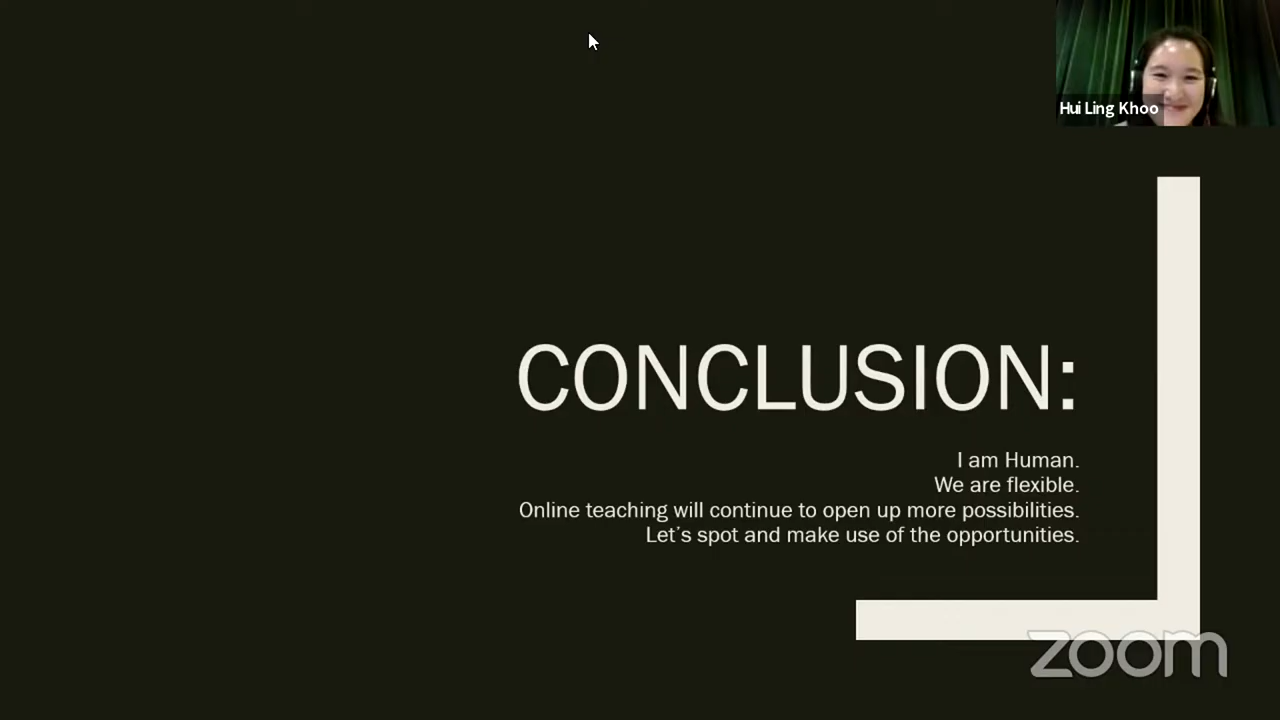 Hui Ling Khoo
CONCLUSION:
I am Human.
We are flexible.
Online teaching will continue to open up more possibilities.
Let’s spot and make use of the opportunities.
zoom